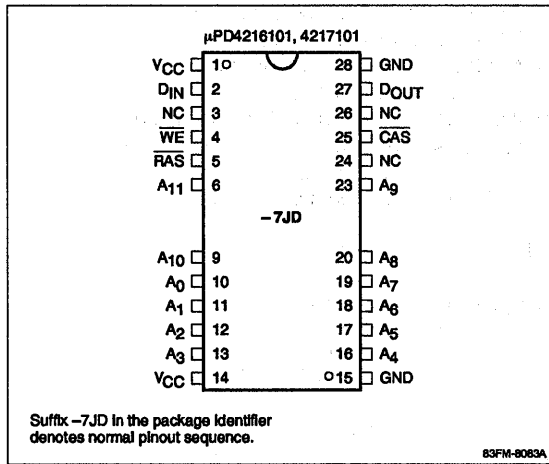 μPD4216101, 4217101
VCC 1 28 GND
DIN 2 27 DOUT
NC 3 26 NC
WE 4 25 CAS
RAS 5 24 NC
A11 6 23 A9
–7JD
A10 9 20 A8
A0 10 19 A7
A1 11 18 A6
A2 12 17 A5
A3 13 16 A4
VCC 14 15 GND
Suffix –7JD in the package identifier
denotes normal pinout sequence.
83FM-8063A